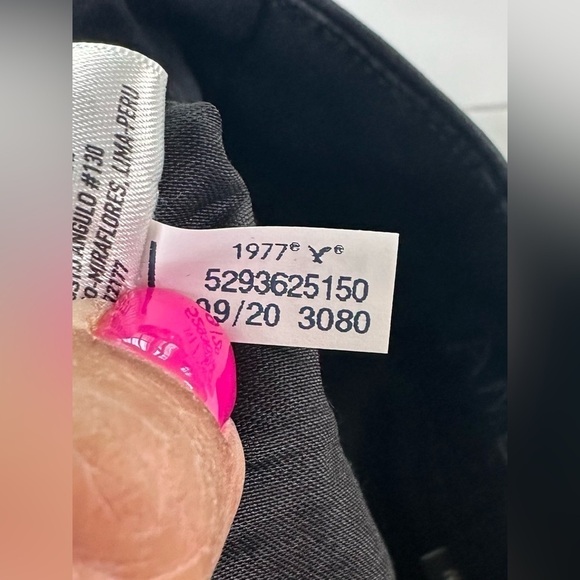 ANGULO #130
MIRAFLORES, LIMA-PERU
1977® ®
5293625150
09/20 3080